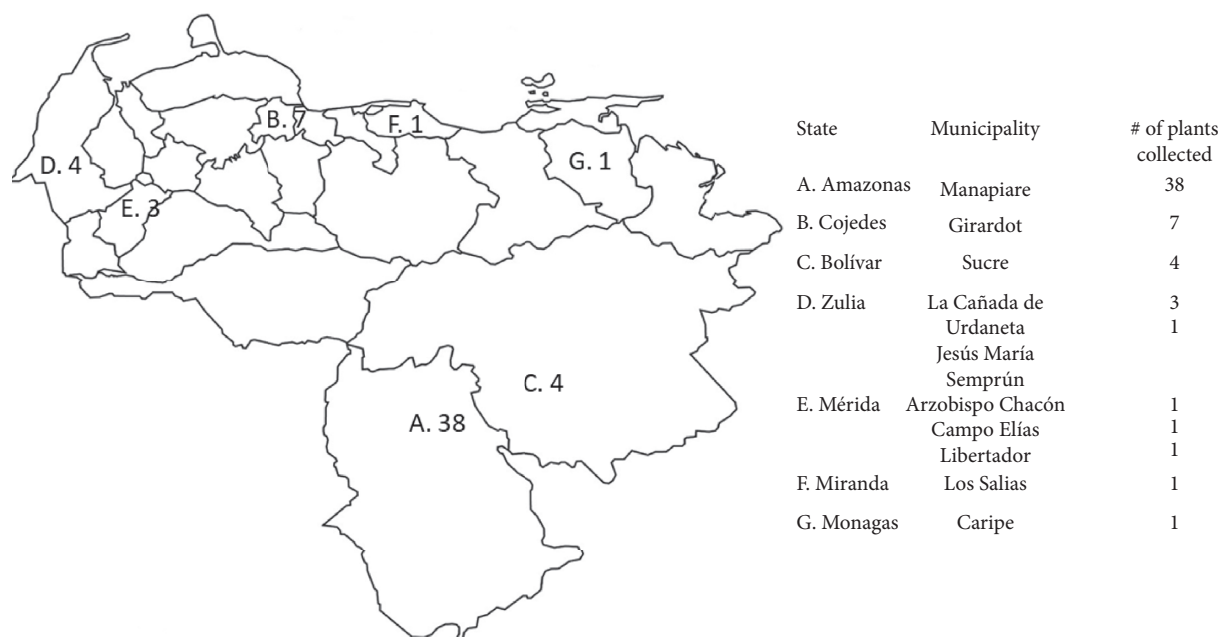 B. 7
F. 1
D. 4
G. 1
E. 3
C. 4
A. 38
State Municipality # of plants
collected
A. Amazonas Manapiare 38
B. Cojedes Girardot 7
C. Bolívar Sucre 4
D. Zulia La Cañada de 3
Urdaneta 1
Jesús María
Semprún
E. Mérida Arzobispo Chacón 1
Campo Elías 1
Libertador 1
F. Miranda Los Salias 1
G. Monagas Caripe 1